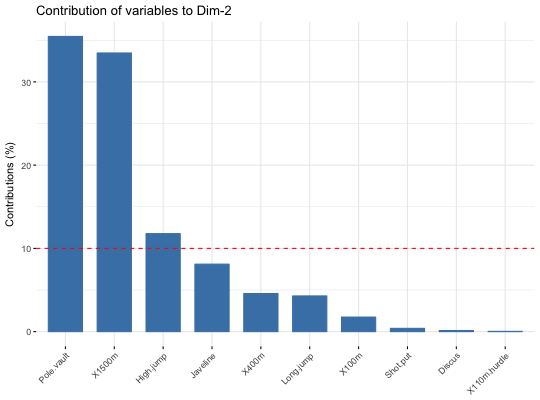 Contribution of variables to Dim-2
Contributions (%)
30
20
10
0
Pole.vault
X1500m
High.jump
Javeline
X400m
Long.jump
X100m
Shot.put
Discus
X110m.hurdle